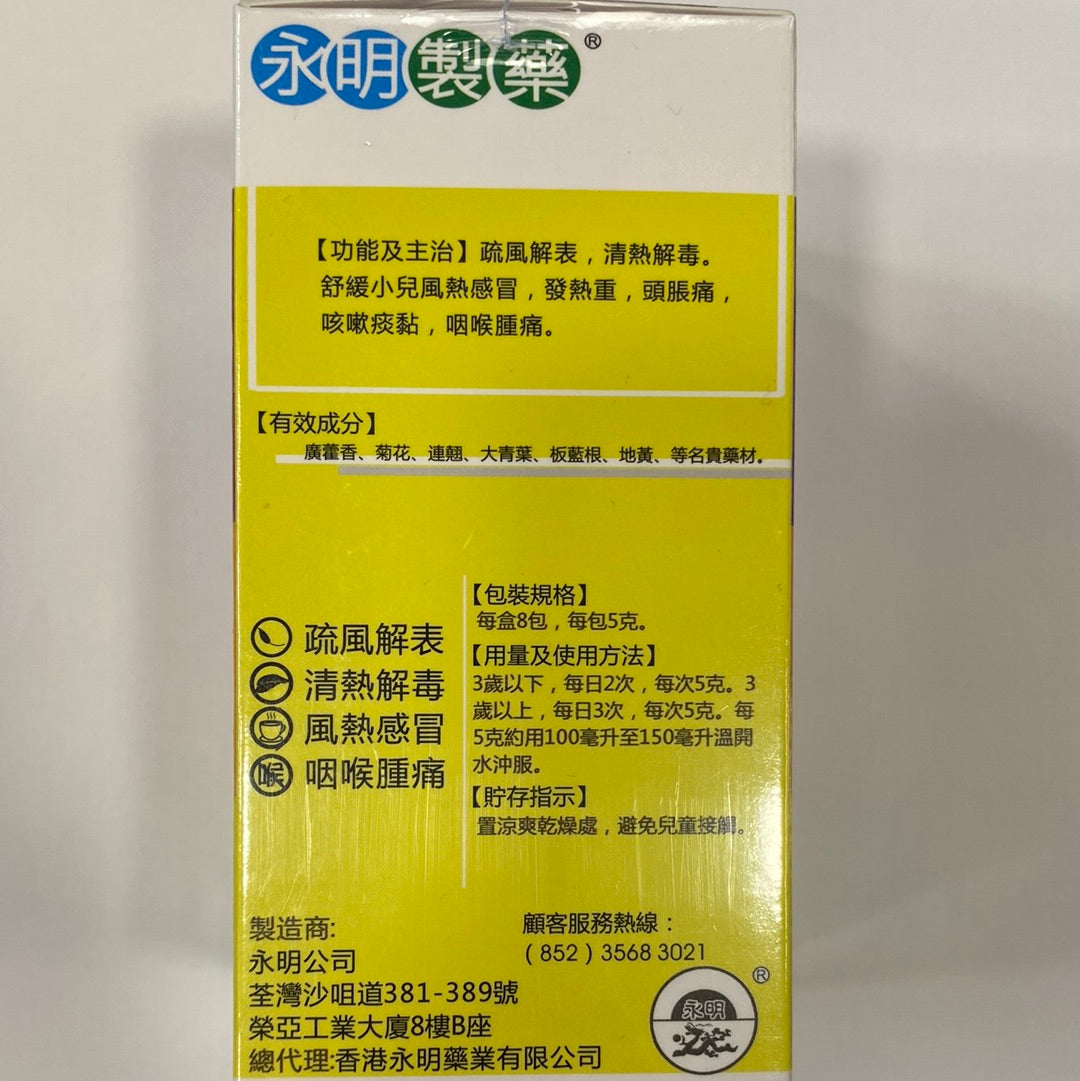 永明製藥®
【功能及主治】疏風解表，清熱解毒。
舒緩小兒風熱感冒，發熱重，頭脹痛，
咳嗽痰黏，咽喉腫痛。
【有效成分】
廣藿香、菊花、連翹、大青葉、板藍根、地黃、等名貴藥材。
疏風解表
清熱解毒
風熱感冒
咽喉腫痛
【包裝規格】
每盒8包，每包5克。
【用量及使用方法】
3歲以下，每日2次，每次5克。3
歲以上，每日3次，每次5克。每
5克約用100毫升至150毫升溫開
水沖服。
【貯存指示】
置涼爽乾燥處，避免兒童接觸。
製造商:
永明公司
荃灣沙咀道381-389號
榮亞工業大廈8樓B座
總代理:香港永明藥業有限公司
顧客服務熱線：
（852）3568 3021
永明
®